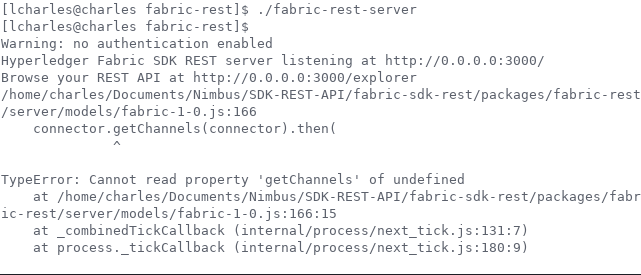 [lcharles@charles fabric-rest]$ ./fabric-rest-server
[lcharles@charles fabric-rest]$
Warning: no authentication enabled
Hyperledger Fabric SDK REST server listening at http://0.0.0.0:3000/
Browse your REST API at http://0.0.0.0:3000/explorer
/home/charles/Documents/Nimbus/SDK-REST-API/fabric-sdk-rest/packages/fabric-rest
/server/models/fabric-1-0.js:166
    connector.getChannels(connector).then(
              ^
TypeError: Cannot read property 'getChannels' of undefined
    at /home/charles/Documents/Nimbus/SDK-REST-API/fabric-sdk-rest/packages/fabr
ic-rest/server/models/fabric-1-0.js:166:15
    at _combinedTickCallback (internal/process/next_tick.js:131:7)
    at process._tickCallback (internal/process/next_tick.js:180:9)